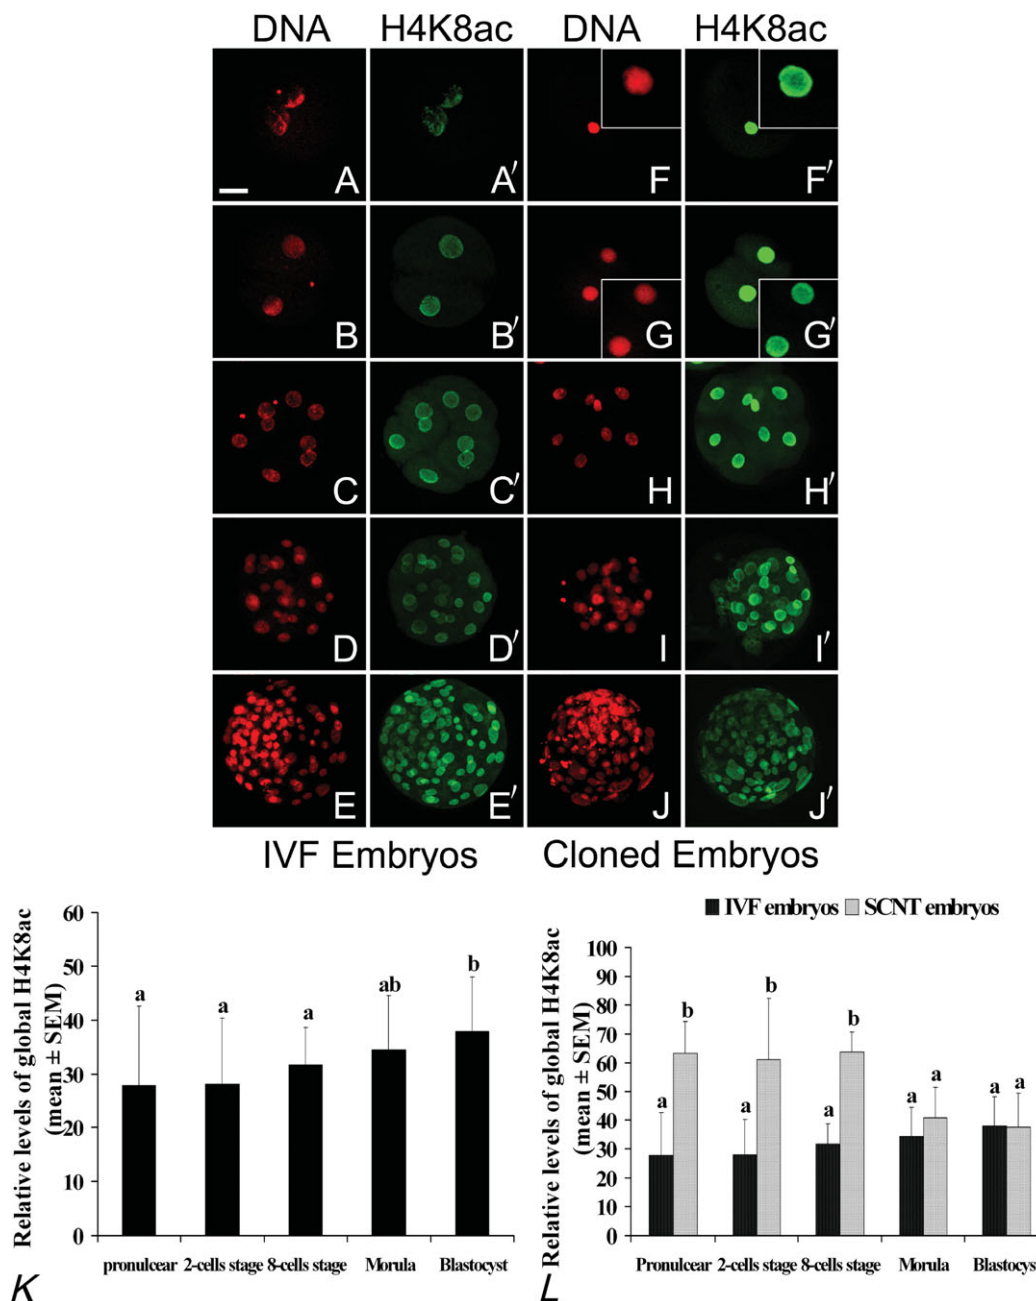 DNA H4K8ac DNA H4K8ac
A A′ F F′
B B′ G G′
C C′ H H′
D D′ I I′
E E′ J J′
IVF Embryos Cloned Embryos
Relative levels of global H4K8ac
(mean ± SEM)
60
50
40
30
20
10
0
a a a ab b
pronulcear 2-cells stage 8-cells stage Morula Blastocyst
K
IVF embryos SCNT embryos
Relative levels of global H4K8ac
(mean ± SEM)
100
90
80
70
60
50
40
30
20
10
0
a b a b a b a a a a
Pronulcear 2-cells stage 8-cells stage Morula Blastocys
L